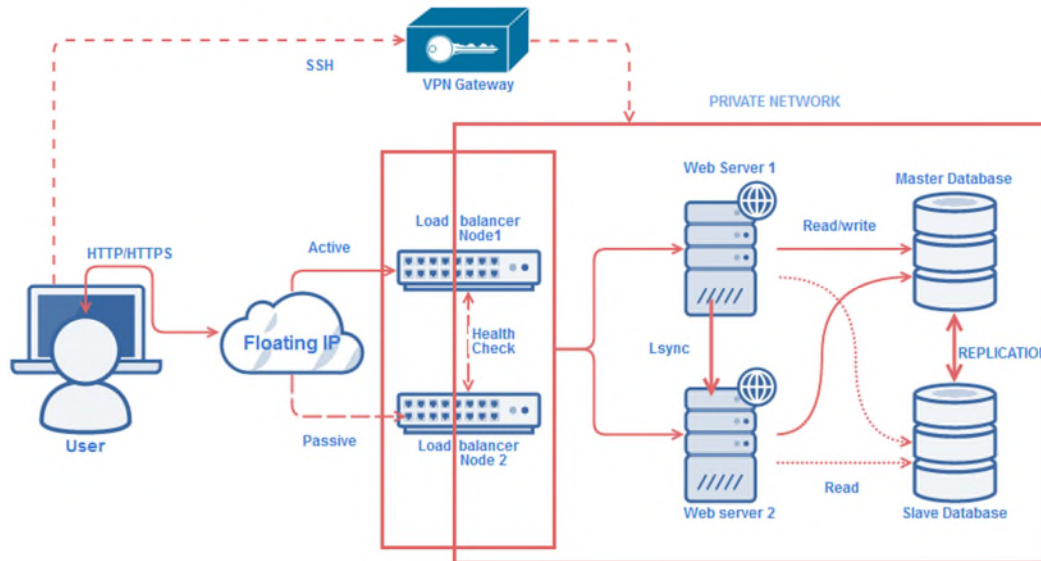 SSH
VPN Gateway
PRIVATE NETWORK
Web Server 1
Master Database
Load balancer
Node1
HTTP/HTTPS
Active
Read/write
Floating IP
Health
Check
Lsync
REPLICATION
User
Passive
Load balancer
Node 2
Read
Web server 2
Slave Database